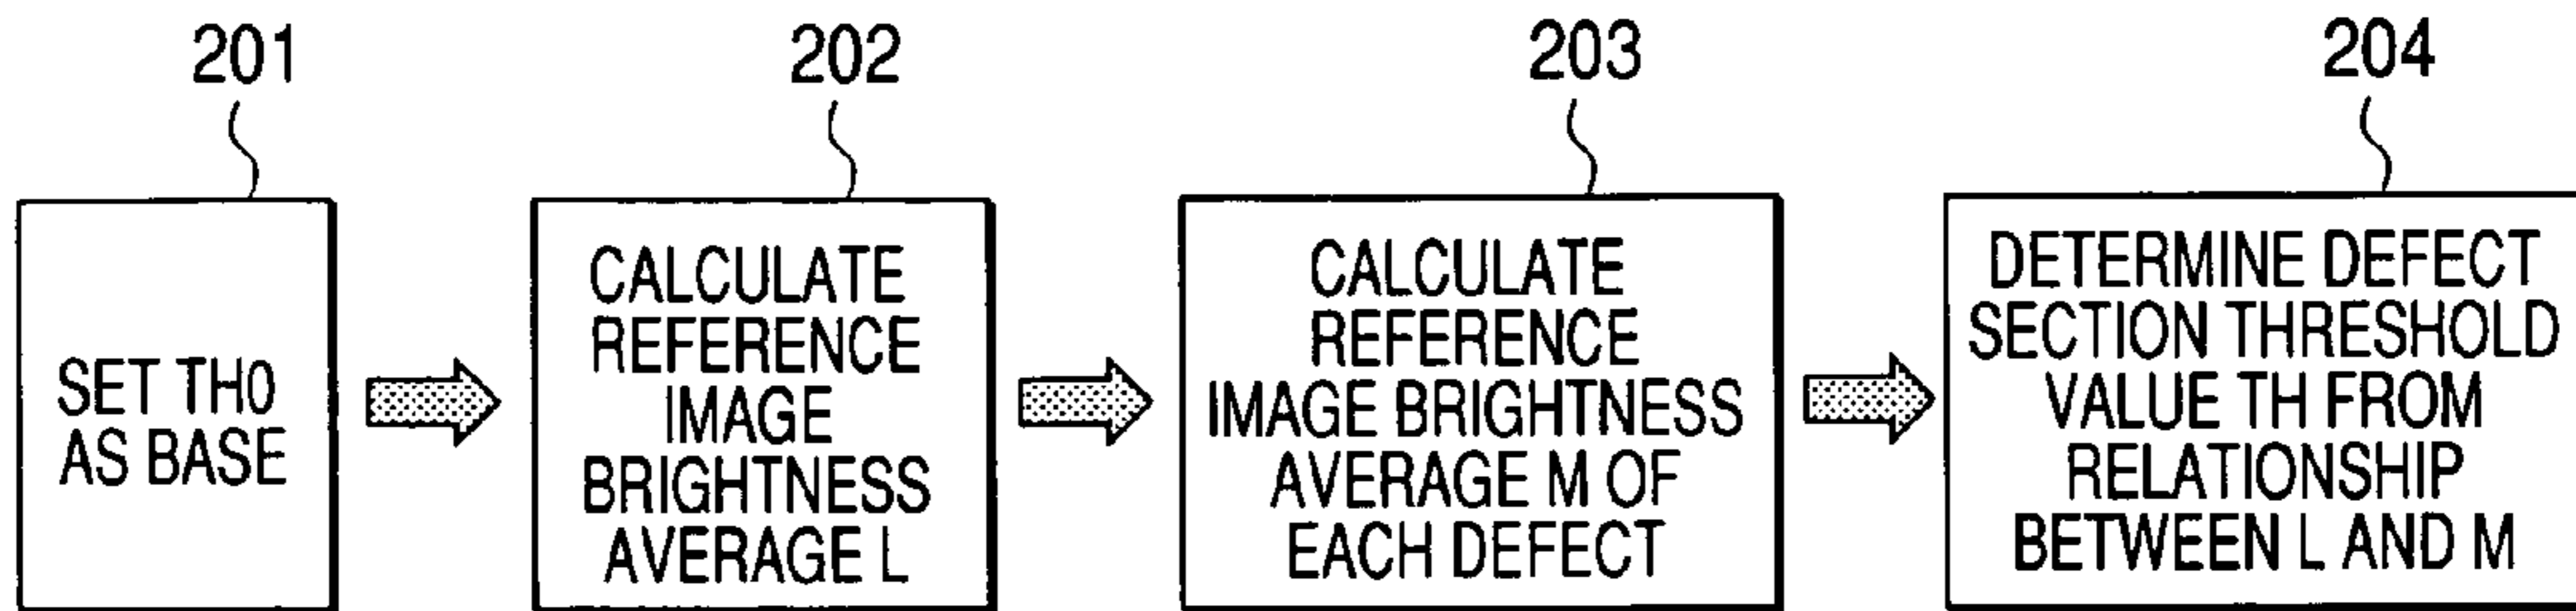 201
202
203
204
SET TH0
AS BASE
CALCULATE
REFERENCE
IMAGE
BRIGHTNESS
AVERAGE L
CALCULATE
REFERENCE
IMAGE BRIGHTNESS
AVERAGE M OF
EACH DEFECT
DETERMINE DEFECT
SECTION THRESHOLD
VALUE TH FROM
RELATIONSHIP
BETWEEN L AND M